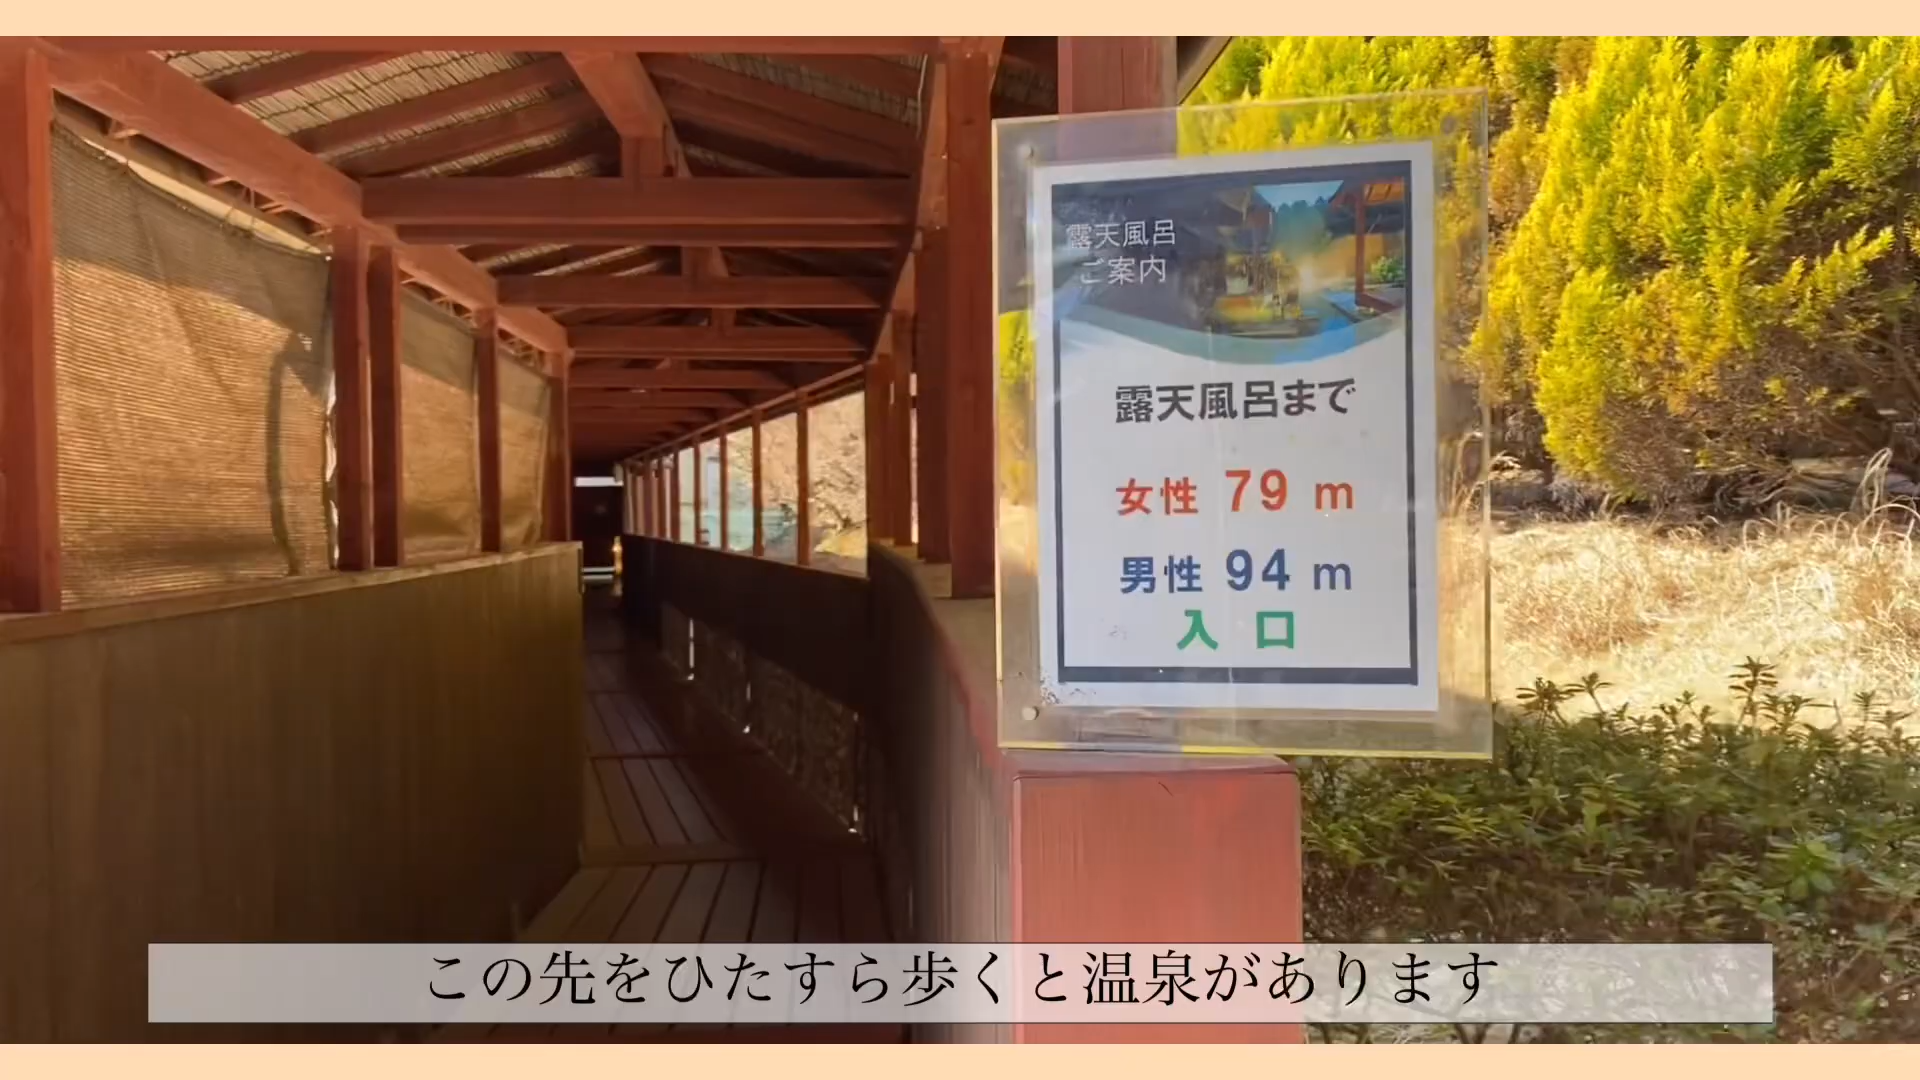 露天風呂
ご案内
露天風呂まで
女性 79 m
男性 94 m
入 口
この先をひたすら歩くと温泉があります